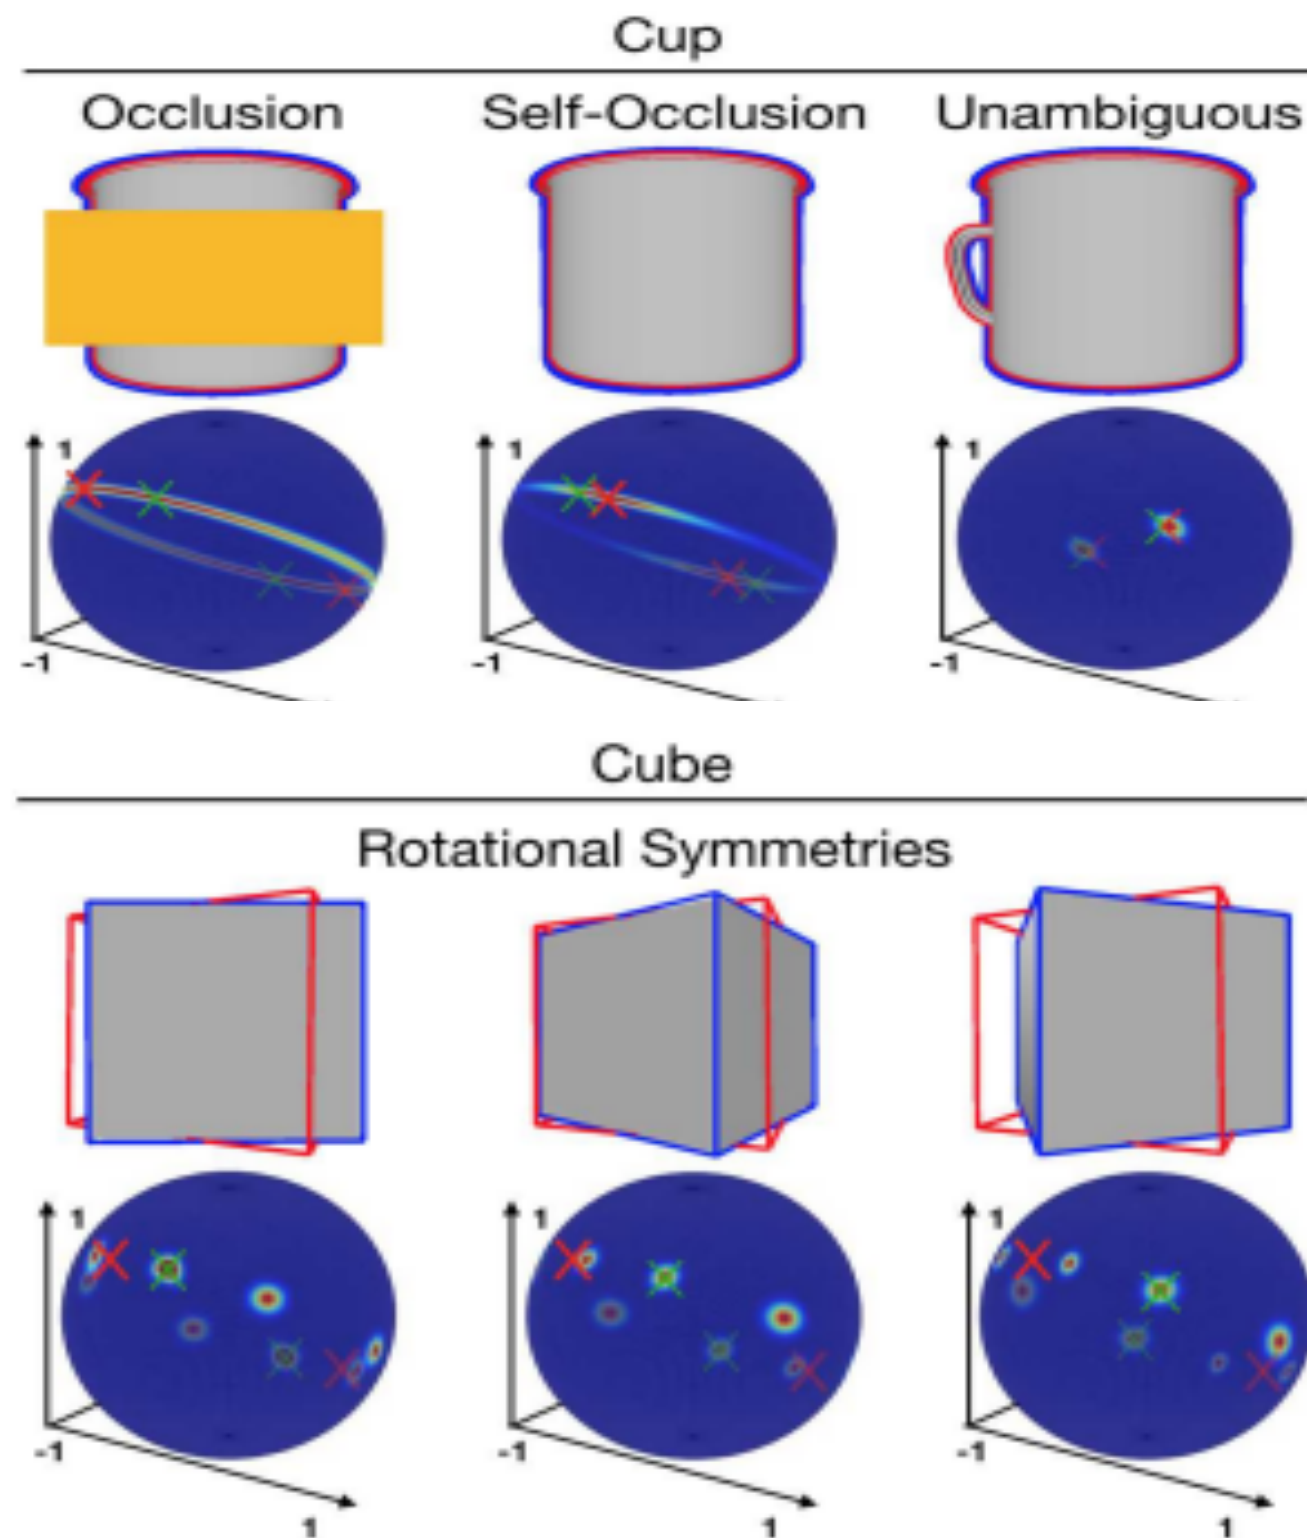 Cup
Occlusion Self-Occlusion Unambiguous
1 1 1
-1 -1 -1
Cube
Rotational Symmetries
1 1 1
-1 -1 -1
1 1 1